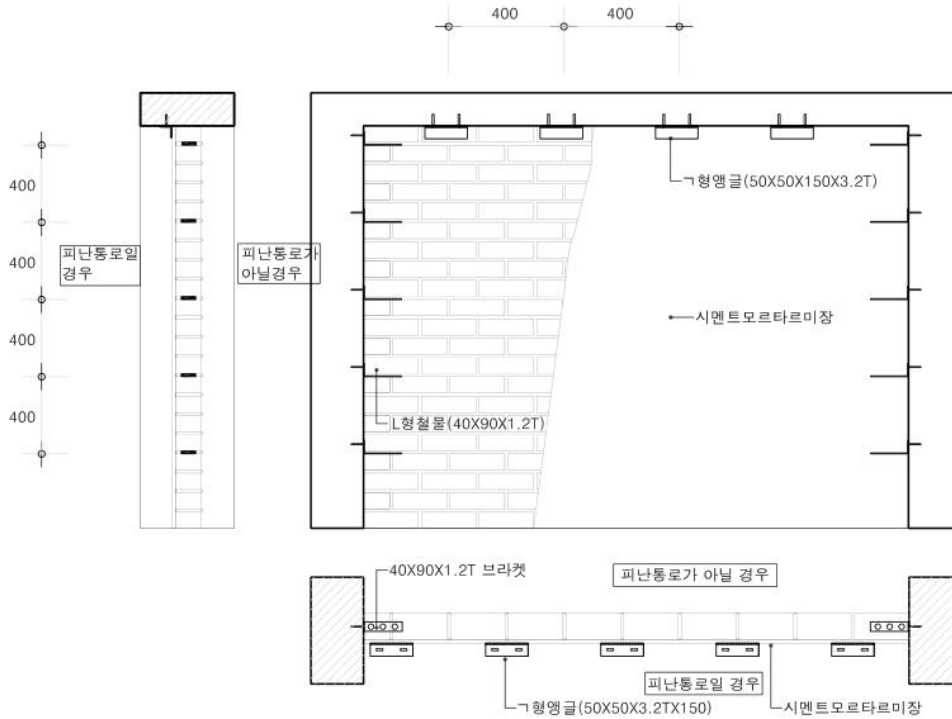 400
400
400
400
400
400
피난통로일
경우
피난통로가
아닐경우
ㄱ형앵글(50X50X150X3.2T)
시멘트모르타르미장
L형철물(40X90X1.2T)
40X90X1.2T 브라켓
피난통로가 아닐 경우
피난통로일 경우
ㄱ형앵글(50X50X3.2TX150)
시멘트모르타르미장